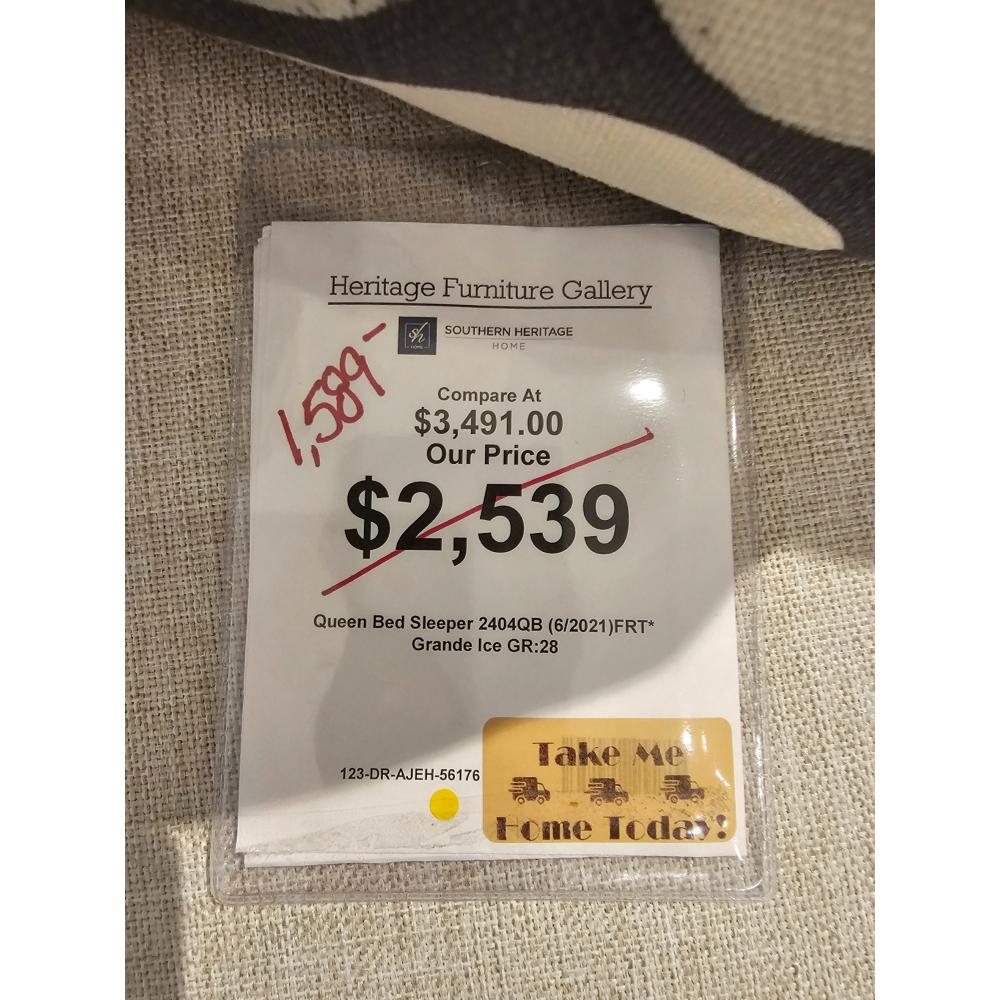 Heritage Furniture Gallery
sh
HOME
SOUTHERN HERITAGE
HOME
1,589-
Compare At
$3,491.00
Our Price
$2,539
Queen Bed Sleeper 2404QB (6/2021)FRT*
Grande Ice GR:28
123-DR-AJEH-56176
Take Me
Home Today!